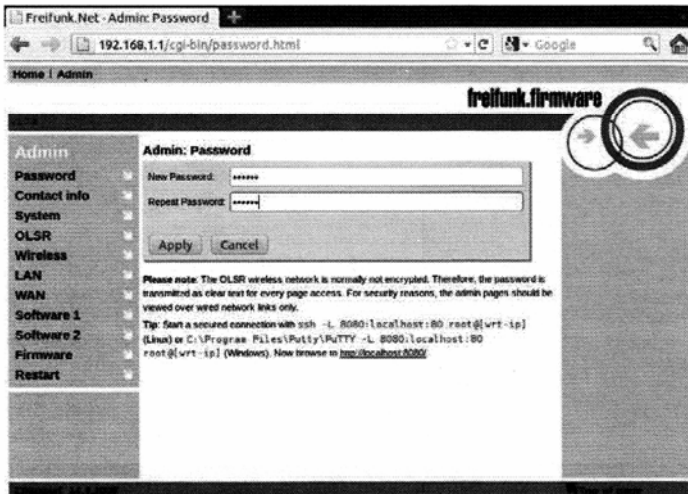 Freifunk.Net - Admin: Password
192.168.1.1/cgi-bin/password.html
Google
Home | Admin
freifunk.firmware
Admin
Password
Contact info
System
OLSR
Wireless
LAN
WAN
Software 1
Software 2
Firmware
Restart
Admin: Password
New Password: ••••••
Repeat Password: ••••••
Apply Cancel
Please note: The OLSR wireless network is normally not encrypted. Therefore, the password is
transmitted as clear text for every page access. For security reasons, the admin pages should be
viewed over wired network links only.
Tip: Start a secured connection with ssh -L 8080:localhost:80 root@[wrt-ip]
(Linux) or C:\Program Files\Putty\PuTTY -L 8080:localhost:80
root@[wrt-ip] (Windows). Now browse to http://localhost:8080/.